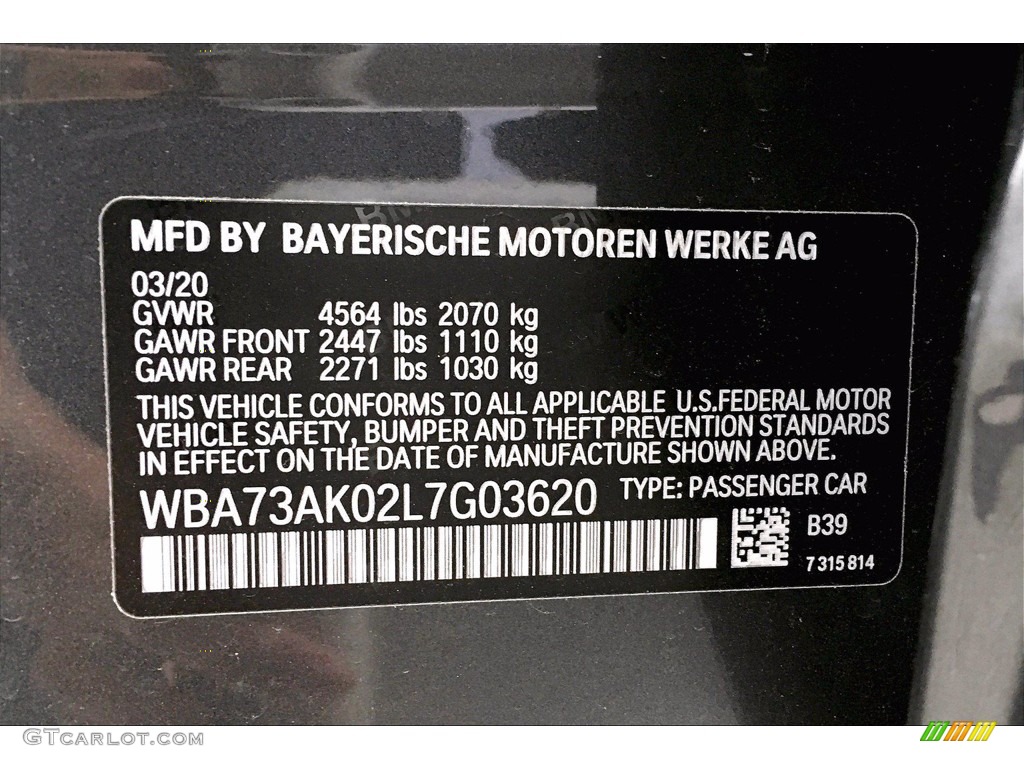 MFD BY BAYERISCHE MOTOREN WERKE AG
03/20
GVWR 4564 lbs 2070 kg
GAWR FRONT 2447 lbs 1110 kg
GAWR REAR 2271 lbs 1030 kg
THIS VEHICLE CONFORMS TO ALL APPLICABLE U.S.FEDERAL MOTOR
VEHICLE SAFETY, BUMPER AND THEFT PREVENTION STANDARDS
IN EFFECT ON THE DATE OF MANUFACTURE SHOWN ABOVE.
WBA73AK02L7G03620 TYPE: PASSENGER CAR
B39
7 315 814
GTcarlot.com